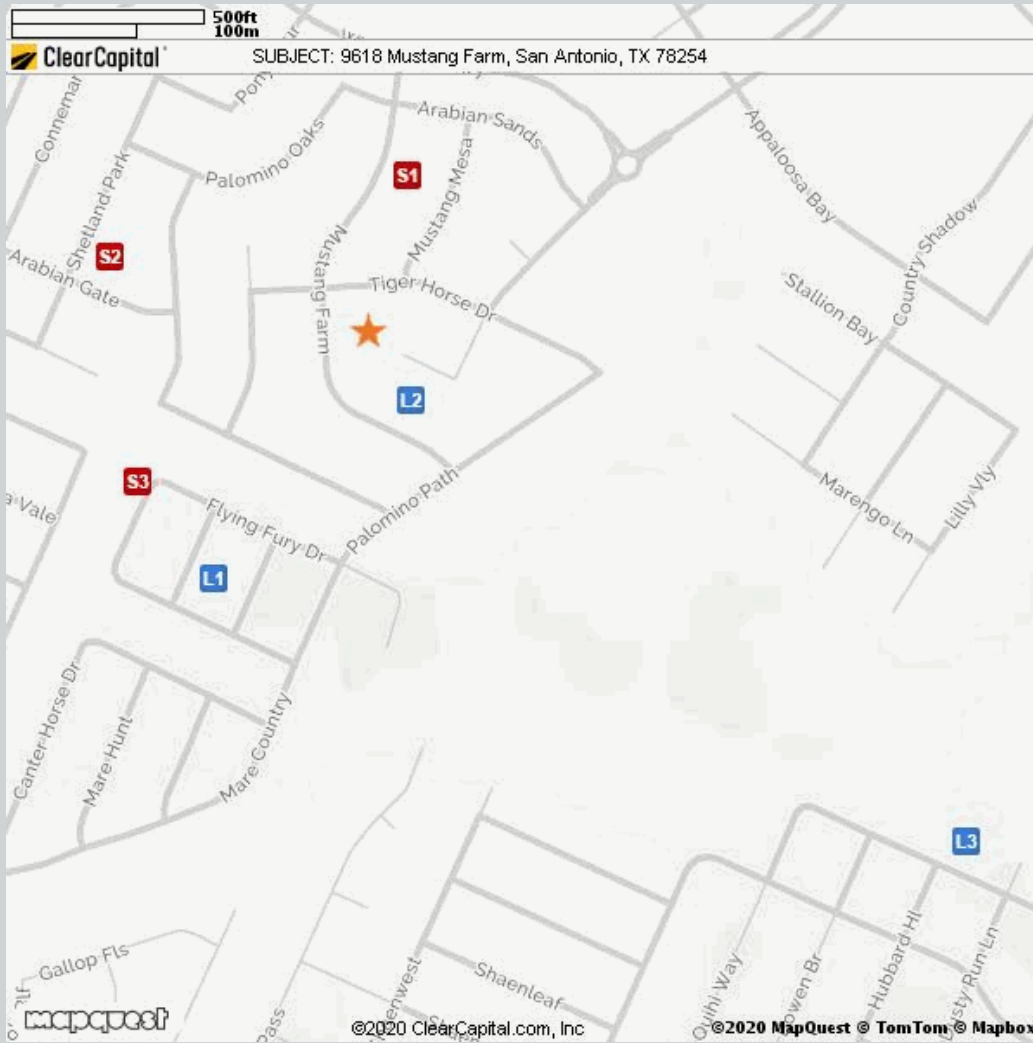 500ft
100m
ClearCapital
SUBJECT: 9618 Mustang Farm, San Antonio, TX 78254
Arabian Sands
Appaloosa Bay
Palomino Oaks
S1
Mustang Mesa
Shetland Park
S2
Arabian Gate
Mustang Farm
Tiger Horse Dr
Country Shadow
Stallion Bay
L2
S3
Flying Fury Dr
Palomino Path
Marengo Ln
Lilly Vly
L1
Canter Horse Dr
Mare Hunt
Mare Country
L3
Gallop Fls
Shaenleaf
Quihi Way
Hubbard Hl
mapquest
©2020 ClearCapital.com, Inc
©2020 MapQuest © TomTom © Mapbox